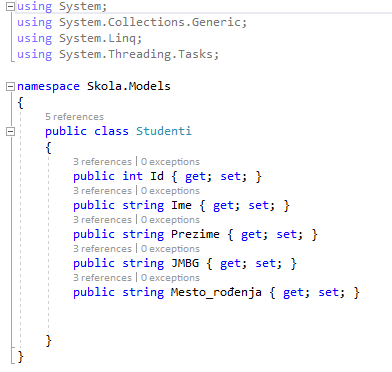 using System;
using System.Collections.Generic;
using System.Linq;
using System.Threading.Tasks;
namespace Skola.Models
{
5 references
public class Studenti
{
3 references | 0 exceptions
public int Id { get; set; }
3 references | 0 exceptions
public string Ime { get; set; }
3 references | 0 exceptions
public string Prezime { get; set; }
3 references | 0 exceptions
public string JMBG { get; set; }
3 references | 0 exceptions
public string Mesto_rođenja { get; set; }
}
}